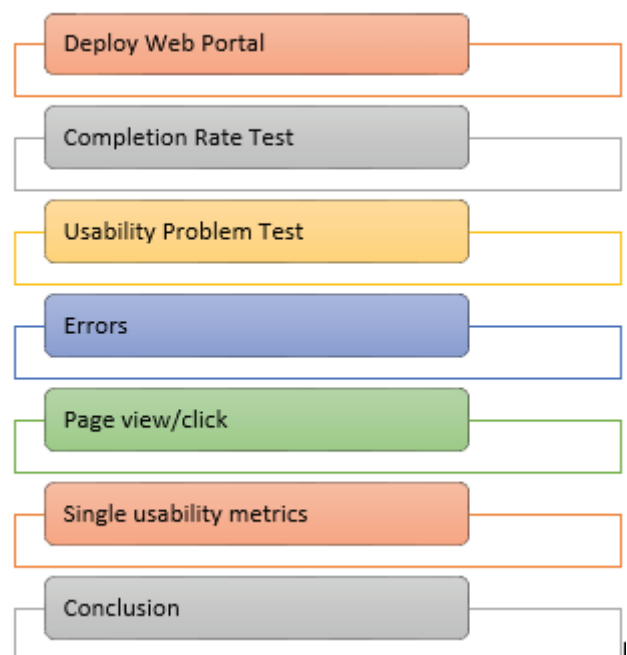 Deploy Web Portal
Completion Rate Test
Usability Problem Test
Errors
Page view/click
Single usability metrics
Conclusion